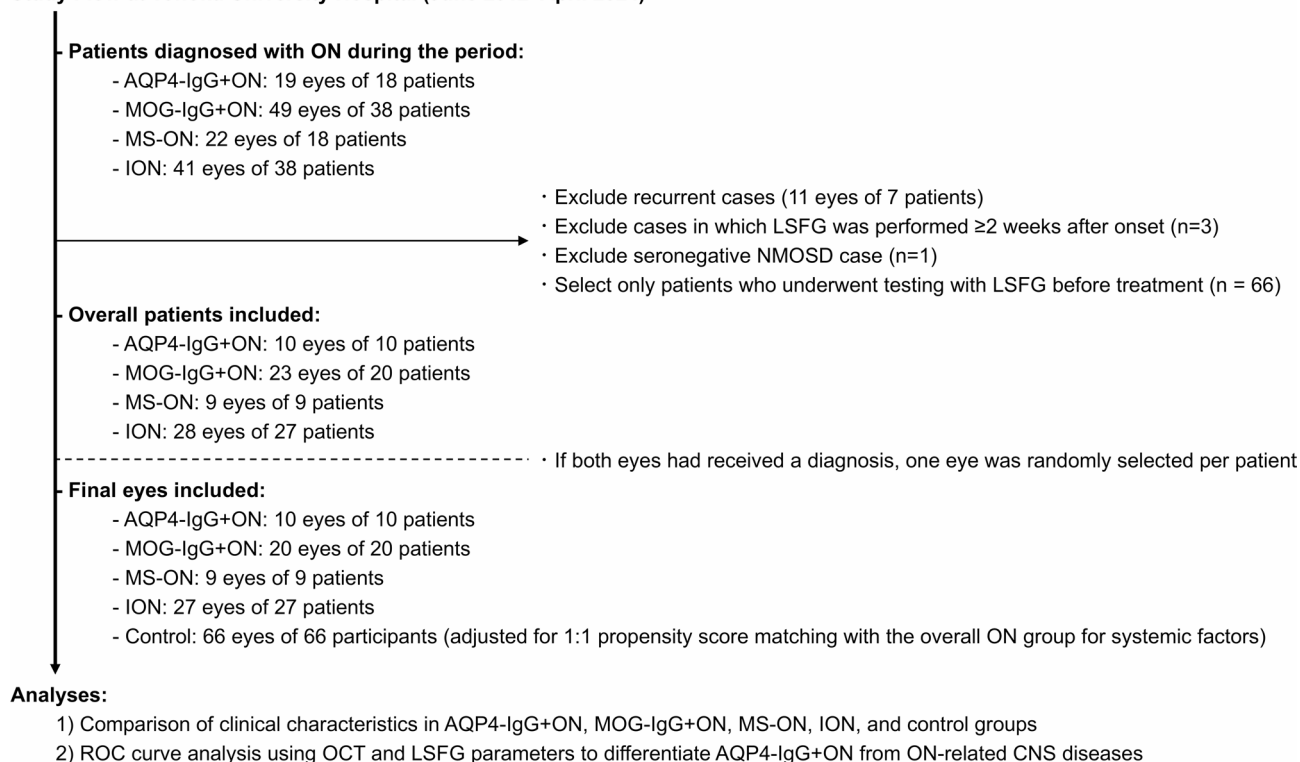 - Patients diagnosed with ON during the period:
- AQP4-IgG+ON: 19 eyes of 18 patients
- MOG-IgG+ON: 49 eyes of 38 patients
- MS-ON: 22 eyes of 18 patients
- ION: 41 eyes of 38 patients
・Exclude recurrent cases (11 eyes of 7 patients)
・Exclude cases in which LSFG was performed ≥2 weeks after onset (n=3)
・Exclude seronegative NMOSD case (n=1)
・Select only patients who underwent testing with LSFG before treatment (n = 66)
- Overall patients included:
- AQP4-IgG+ON: 10 eyes of 10 patients
- MOG-IgG+ON: 23 eyes of 20 patients
- MS-ON: 9 eyes of 9 patients
- ION: 28 eyes of 27 patients
・If both eyes had received a diagnosis, one eye was randomly selected per patient
- Final eyes included:
- AQP4-IgG+ON: 10 eyes of 10 patients
- MOG-IgG+ON: 20 eyes of 20 patients
- MS-ON: 9 eyes of 9 patients
- ION: 27 eyes of 27 patients
- Control: 66 eyes of 66 participants (adjusted for 1:1 propensity score matching with the overall ON group for systemic factors)
Analyses:
1) Comparison of clinical characteristics in AQP4-IgG+ON, MOG-IgG+ON, MS-ON, ION, and control groups
2) ROC curve analysis using OCT and LSFG parameters to differentiate AQP4-IgG+ON from ON-related CNS diseases